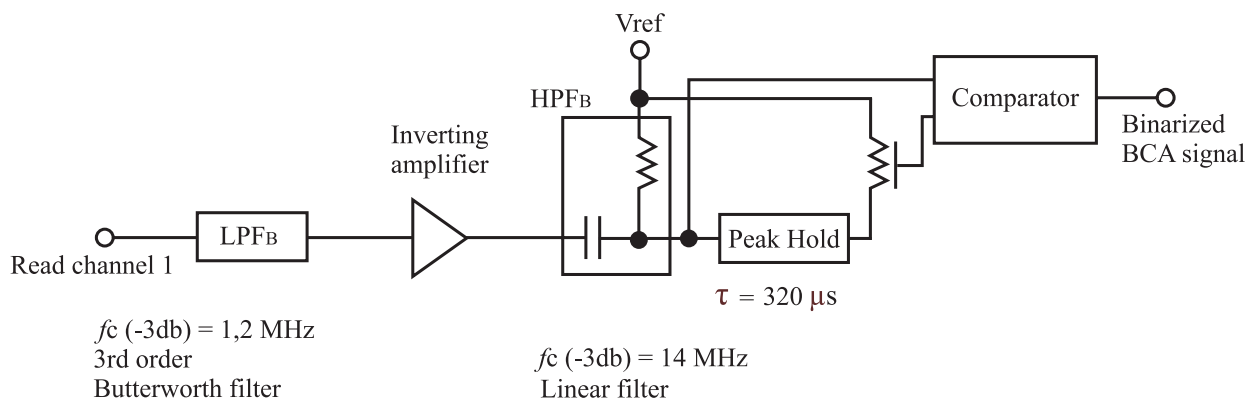 Vref
HPFB
Comparator
Binarized
BCA signal
Inverting
amplifier
LPFB
Peak Hold
Read channel 1
τ = 320 µs
fc (-3db) = 1,2 MHz
3rd order
Butterworth filter
fc (-3db) = 14 MHz
Linear filter